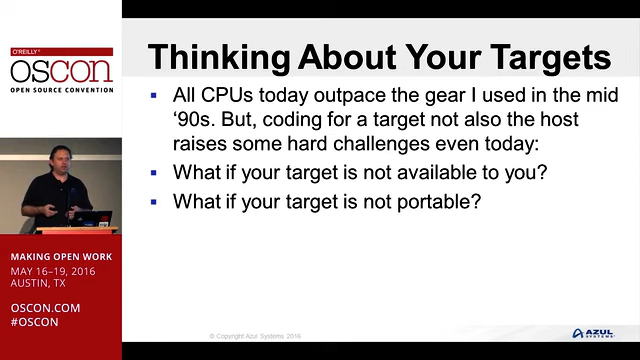 O'REILLY®
OSCON
OPEN SOURCE CONVENTION
MAKING OPEN WORK
MAY 16–19, 2016
AUSTIN, TX
OSCON.COM
#OSCON
Thinking About Your Targets
▪ All CPUs today outpace the gear I used in the mid
‘90s. But, coding for a target not also the host
raises some hard challenges even today:
▪ What if your target is not available to you?
▪ What if your target is not portable?
© Copyright Azul Systems 2016
AZUL
SYSTEMS